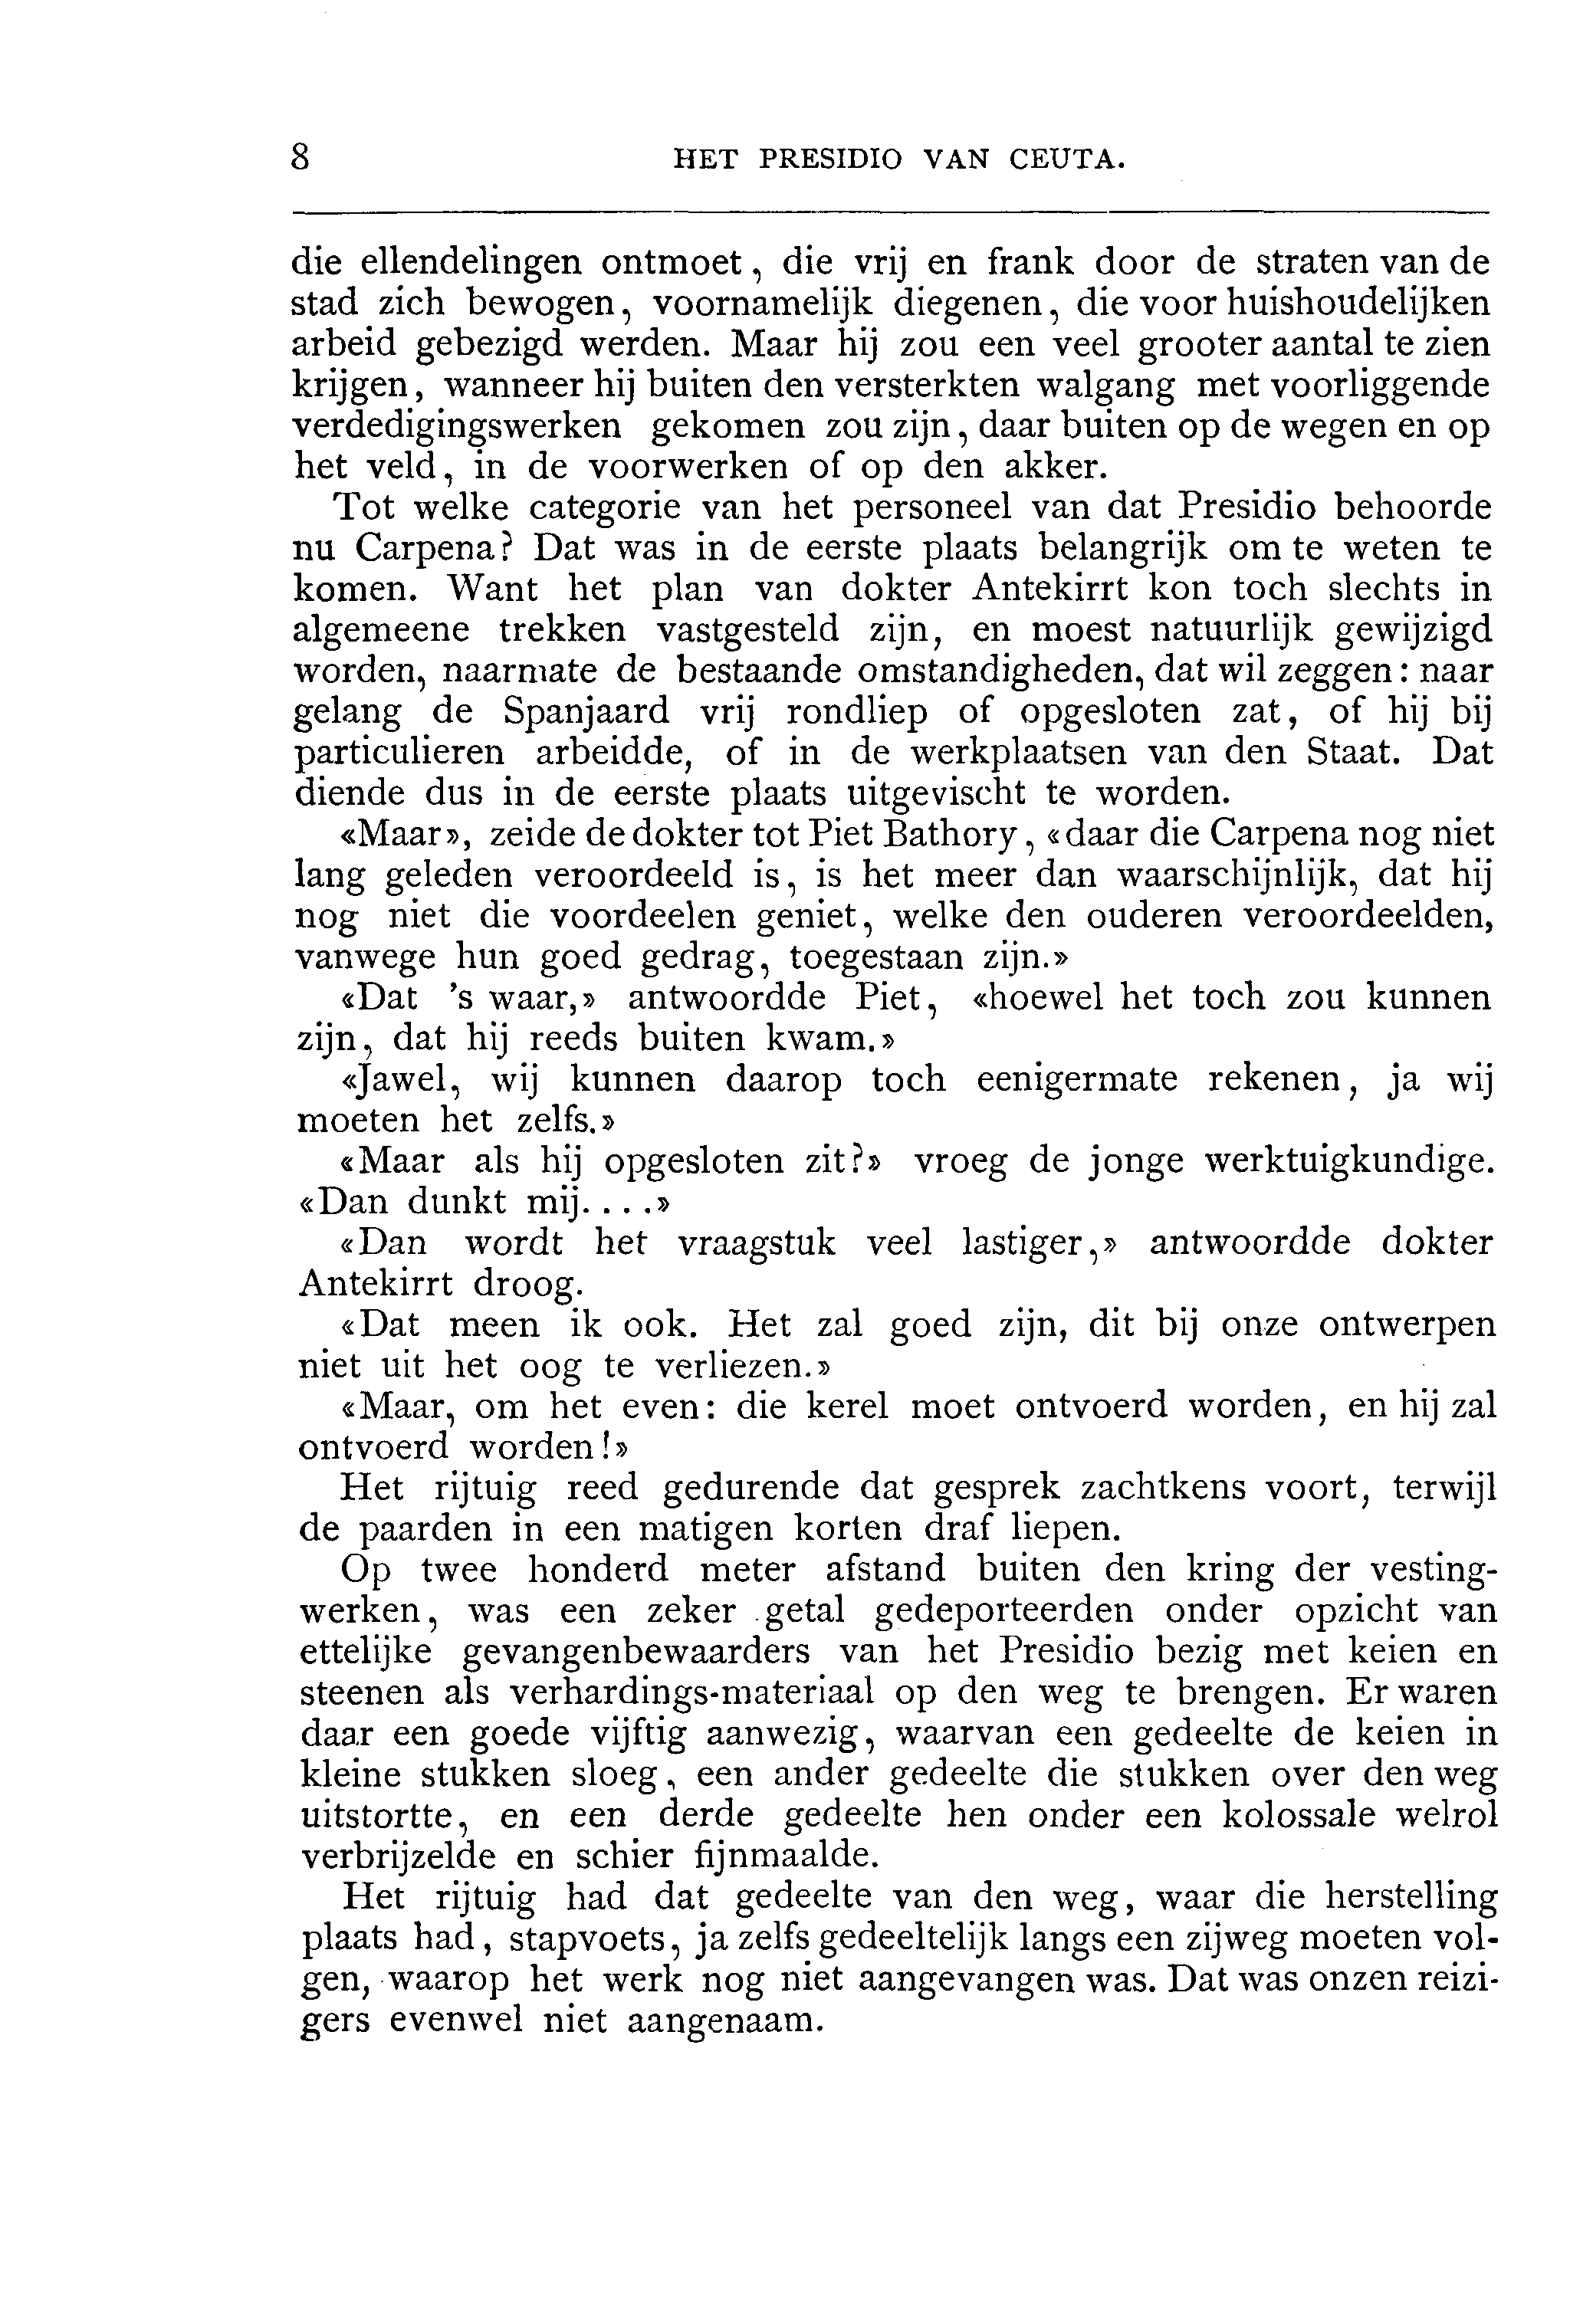 8 HET PRESIDIO VAN CEUTA.
die ellendelingen ontmoet, die vrij en frank door de straten van de
stad zich bewogen, voornamelijk diegenen, die voor huishoudelijken
arbeid gebezigd werden. Maar hij zou een veel grooter aantal te zien
krijgen, wanneer hij buiten den versterkten walgang met voorliggende
verdedigingswerken gekomen zou zijn, daar buiten op de wegen en op
het veld, in de voorwerken of op den akker.
Tot welke categorie van het personeel van dat Presidio behoorde
nu Carpena? Dat was in de eerste plaats belangrijk om te weten te
komen. Want het plan van dokter Antekirrt kon toch slechts in
algemeene trekken vastgesteld zijn, en moest natuurlijk gewijzigd
worden, naarmate de bestaande omstandigheden, dat wil zeggen: naar
gelang de Spanjaard vrij rondliep of opgesloten zat, of hij bij
particulieren arbeidde, of in de werkplaatsen van den Staat. Dat
diende dus in de eerste plaats uitgevischt te worden.
«Maar», zeide de dokter tot Piet Bathory, «daar die Carpena nog niet
lang geleden veroordeeld is, is het meer dan waarschijnlijk, dat hij
nog niet die voordeelen geniet, welke den ouderen veroordeelden,
vanwege hun goed gedrag, toegestaan zijn.»
«Dat 's waar,» antwoordde Piet, «hoewel het toch zou kunnen
zijn, dat hij reeds buiten kwam.»
«Jawel, wij kunnen daarop toch eenigermate rekenen, ja wij
moeten het zelfs.»
«Maar als hij opgesloten zit?» vroeg de jonge werktuigkundige.
«Dan dunkt mij....»
«Dan wordt het vraagstuk veel lastiger,» antwoordde dokter
Antekirrt droog.
«Dat meen ik ook. Het zal goed zijn, dit bij onze ontwerpen
niet uit het oog te verliezen.»
«Maar, om het even: die kerel moet ontvoerd worden, en hij zal
ontvoerd worden!»
Het rijtuig reed gedurende dat gesprek zachtkens voort, terwijl
de paarden in een matigen korten draf liepen.
Op twee honderd meter afstand buiten den kring der vesting-
werken, was een zeker getal gedeporteerden onder opzicht van
ettelijke gevangenbewaarders van het Presidio bezig met keien en
steenen als verhardings-materiaal op den weg te brengen. Er waren
daar een goede vijftig aanwezig, waarvan een gedeelte de keien in
kleine stukken sloeg, een ander gedeelte die stukken over den weg
uitstortte, en een derde gedeelte hen onder een kolossale welrol
verbrijzelde en schier fijnmaalde.
Het rijtuig had dat gedeelte van den weg, waar die herstelling
plaats had, stapvoets, ja zelfs gedeeltelijk langs een zijweg moeten vol-
gen, waarop het werk nog niet aangevangen was. Dat was onzen reizi-
gers evenwel niet aangenaam.